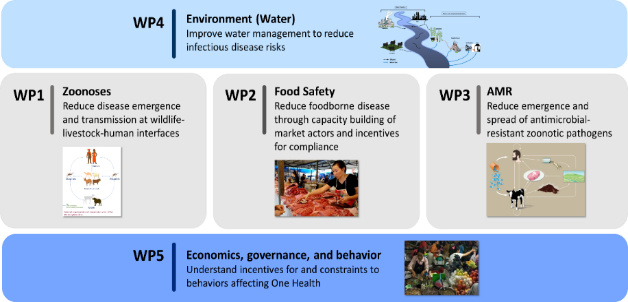 WP4
Environment (Water)
Improve water management to reduce
infectious disease risks
WP1
Zoonoses
Reduce disease emergence
and transmission at wildlife-
livestock-human interfaces
WP2
Food Safety
Reduce foodborne disease
through capacity building of
market actors and incentives
for compliance
WP3
AMR
Reduce emergence and
spread of antimicrobial-
resistant zoonotic pathogens
WP5
Economics, governance, and behavior
Understand incentives for and constraints to
behaviors affecting One Health